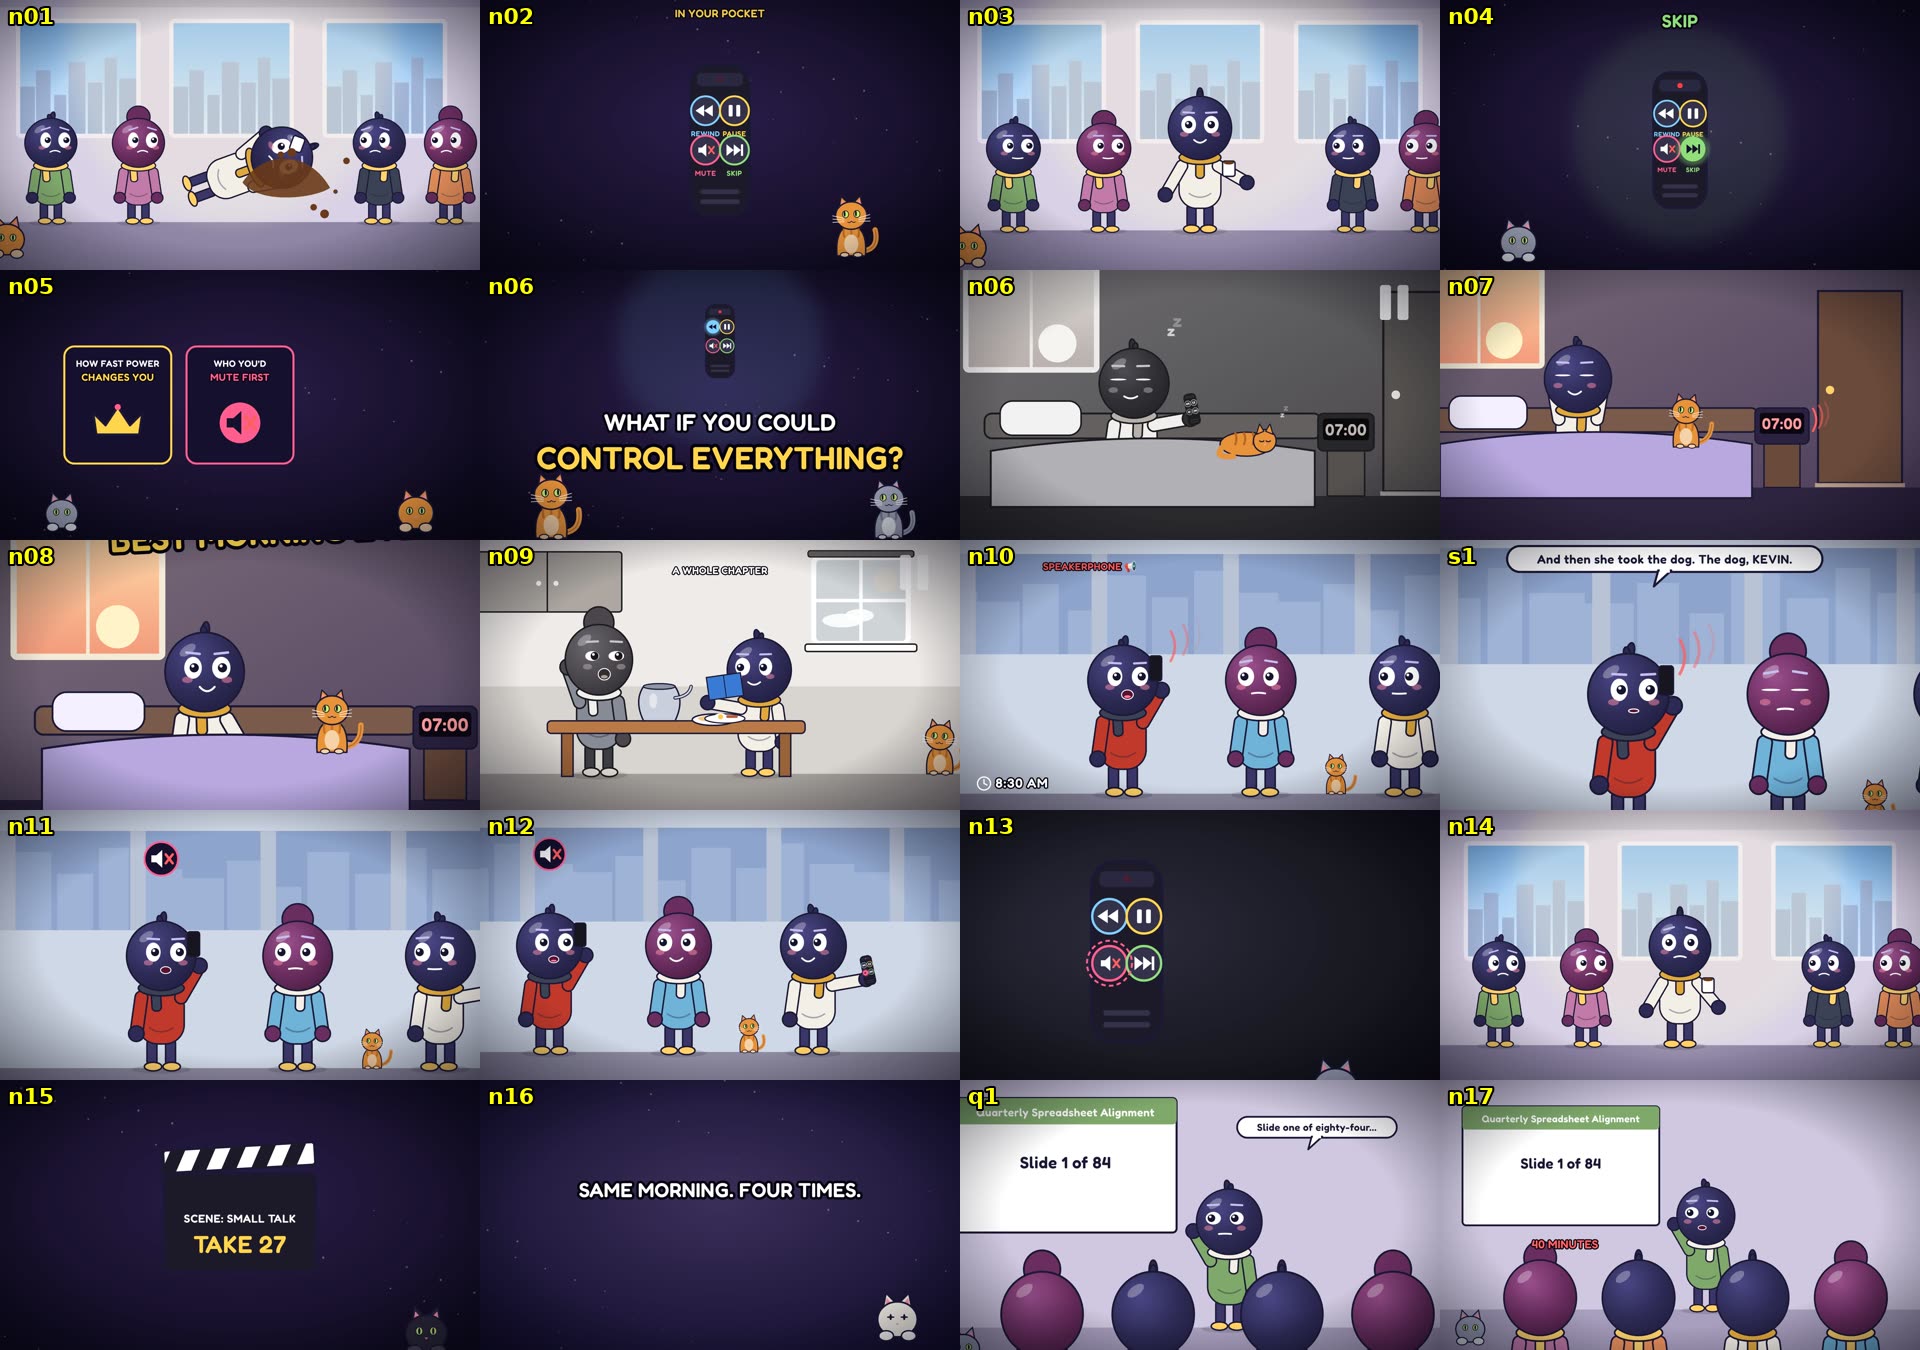 n01
n02
IN YOUR POCKET
REWIND PAUSE
MUTE SKIP
n03
n04
SKIP
REWIND PAUSE
MUTE SKIP
n05
HOW FAST POWER
CHANGES YOU
WHO YOU'D
MUTE FIRST
n06
WHAT IF YOU COULD
CONTROL EVERYTHING?
n06
z z
z z
07:00
n07
07:00
n08
BEST MORNING
07:00
n09
A WHOLE CHAPTER
n10
SPEAKERPHONE
8:30 AM
s1
And then she took the dog. The dog, KEVIN.
n11
n12
n13
n14
n15
SCENE: SMALL TALK
TAKE 27
n16
SAME MORNING. FOUR TIMES.
q1
Quarterly Spreadsheet Alignment
Slide 1 of 84
Slide one of eighty-four...
n17
Quarterly Spreadsheet Alignment
Slide 1 of 84
40 MINUTES